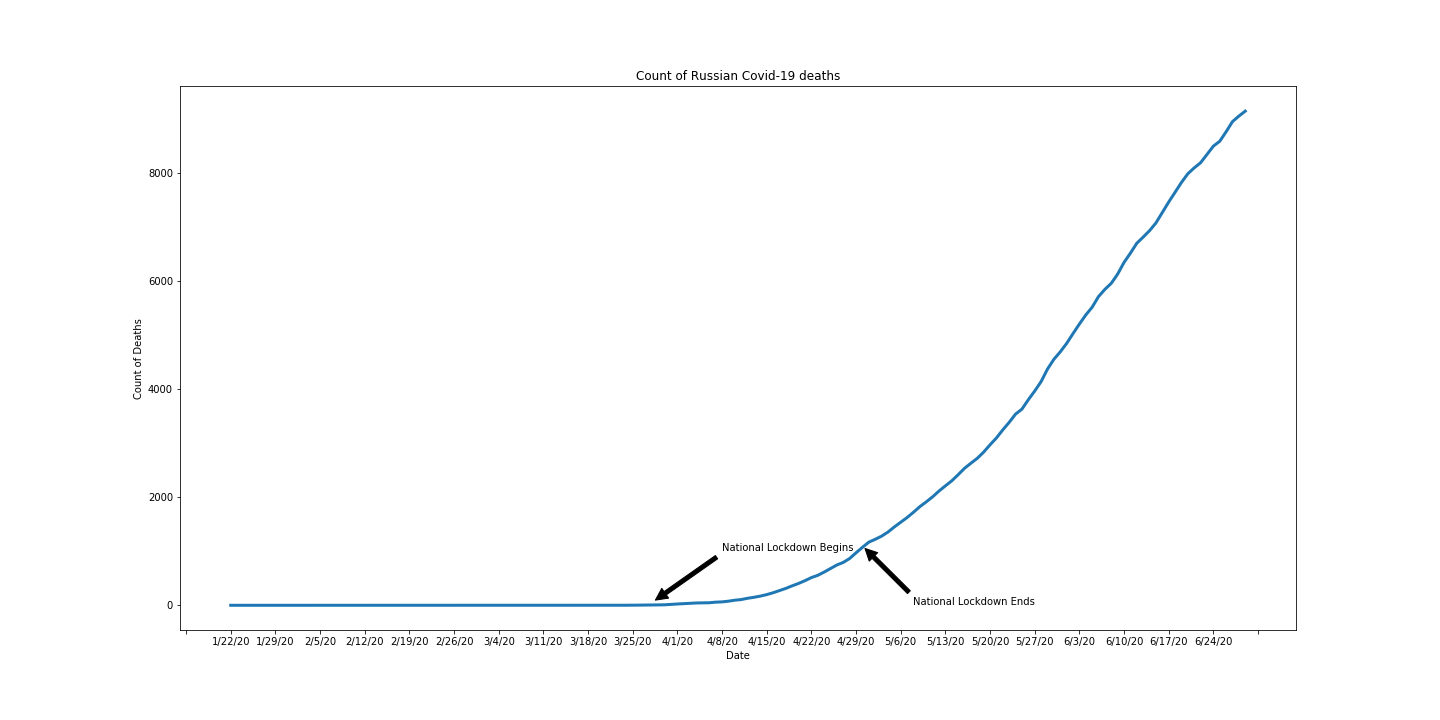 Count of Russian Covid-19 deaths
8000
6000
4000
2000
0
Count of Deaths
National Lockdown Begins
National Lockdown Ends
1/22/20 1/29/20 2/5/20 2/12/20 2/19/20 2/26/20 3/4/20 3/11/20 3/18/20 3/25/20 4/1/20 4/8/20 4/15/20 4/22/20 4/29/20 5/6/20 5/13/20 5/20/20 5/27/20 6/3/20 6/10/20 6/17/20 6/24/20
Date